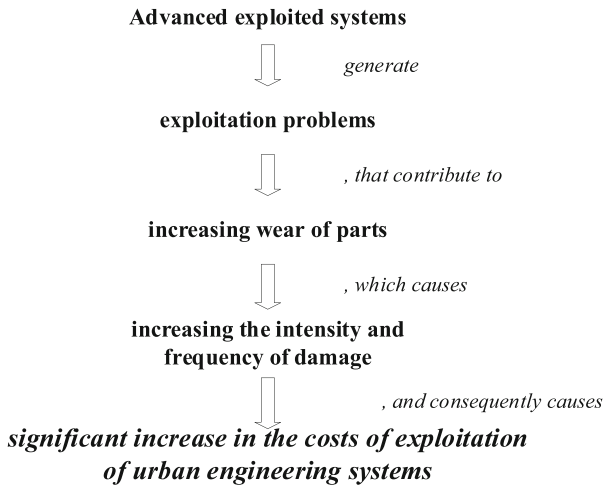 Advanced exploited systems
generate
exploitation problems
, that contribute to
increasing wear of parts
, which causes
increasing the intensity and
frequency of damage
, and consequently causes
significant increase in the costs of exploitation
of urban engineering systems